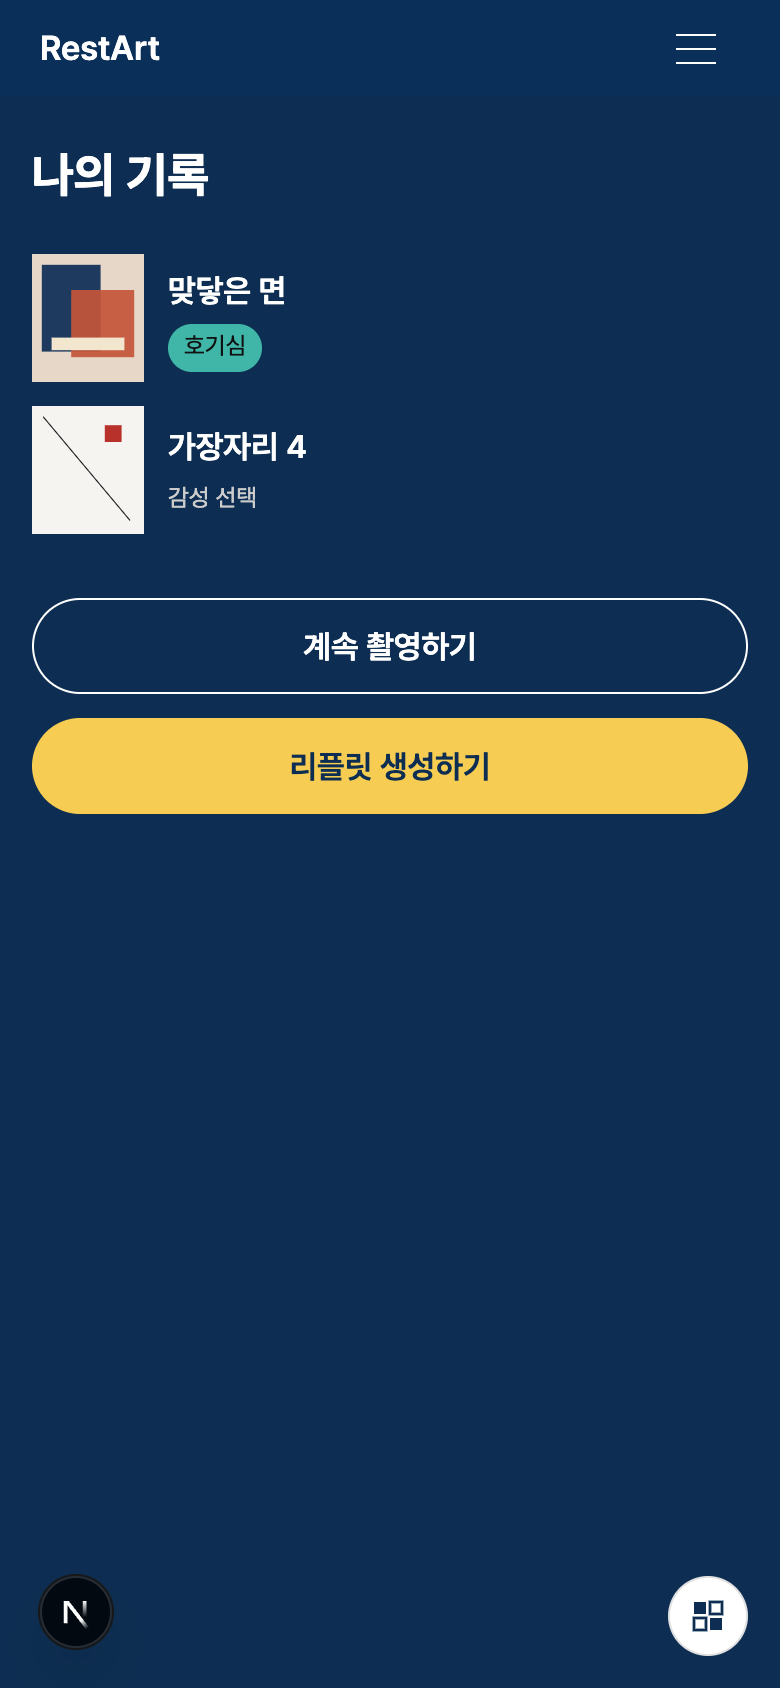 RestArt
나의 기록
맞닿은 면
호기심
가장자리 4
감성 선택
계속 촬영하기
리플릿 생성하기
N